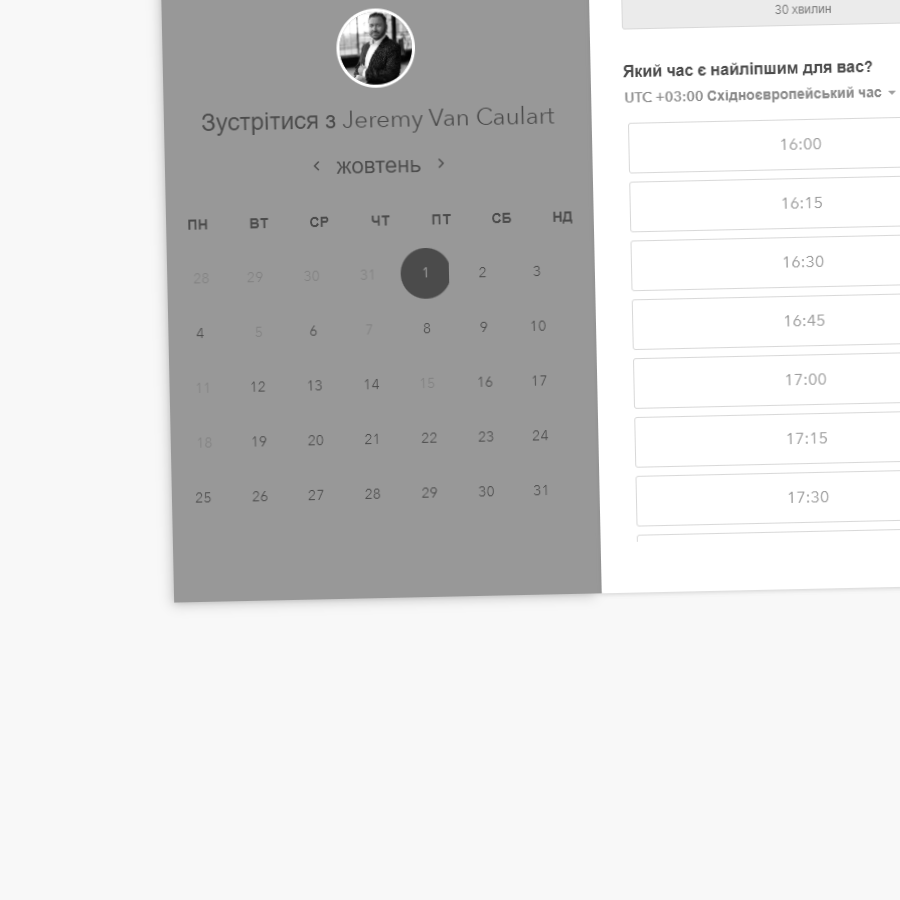 Зустрітися з Jeremy Van Caulart
жовтень
ПН ВТ СР ЧТ ПТ СБ НД
28 29 30 31 1 2 3
4 5 6 7 8 9 10
11 12 13 14 15 16 17
18 19 20 21 22 23 24
25 26 27 28 29 30 31
30 хвилин
Який час є найліпшим для вас?
UTC +03:00 Східноєвропейський час
16:00
16:15
16:30
16:45
17:00
17:15
17:30